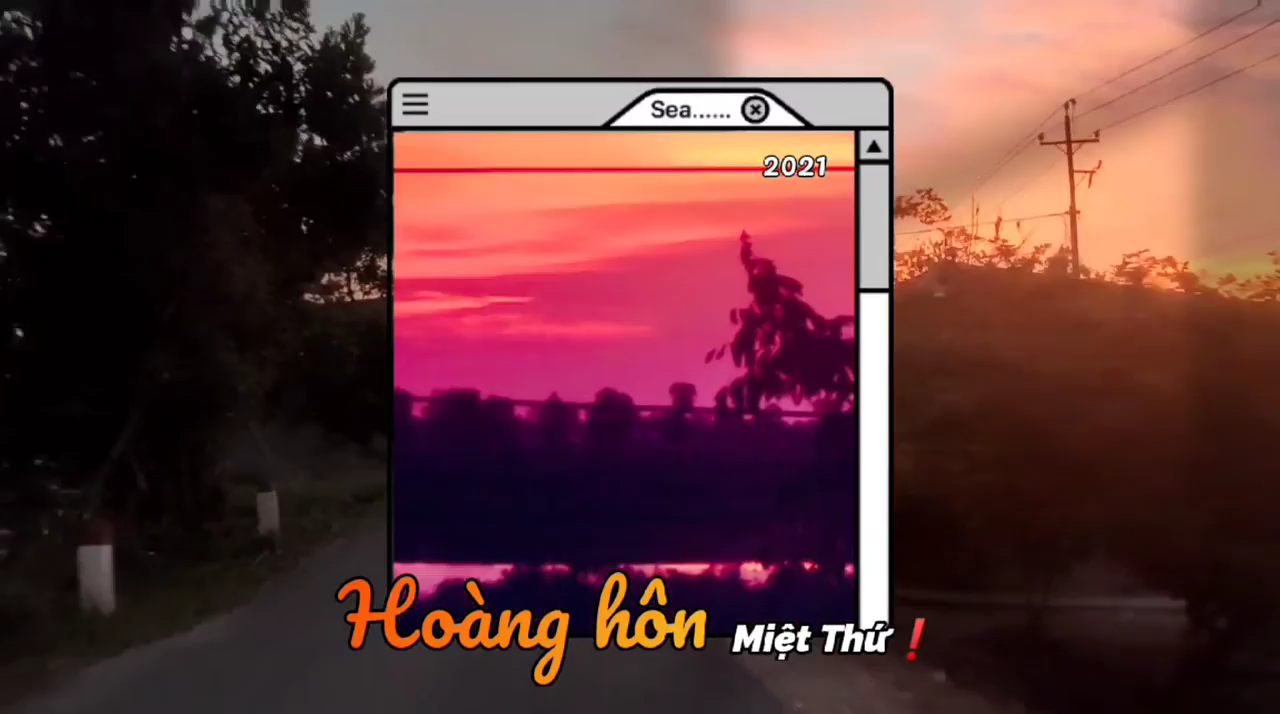 Sea......
2021
Hoàng hôn
Miệt Thứ❗